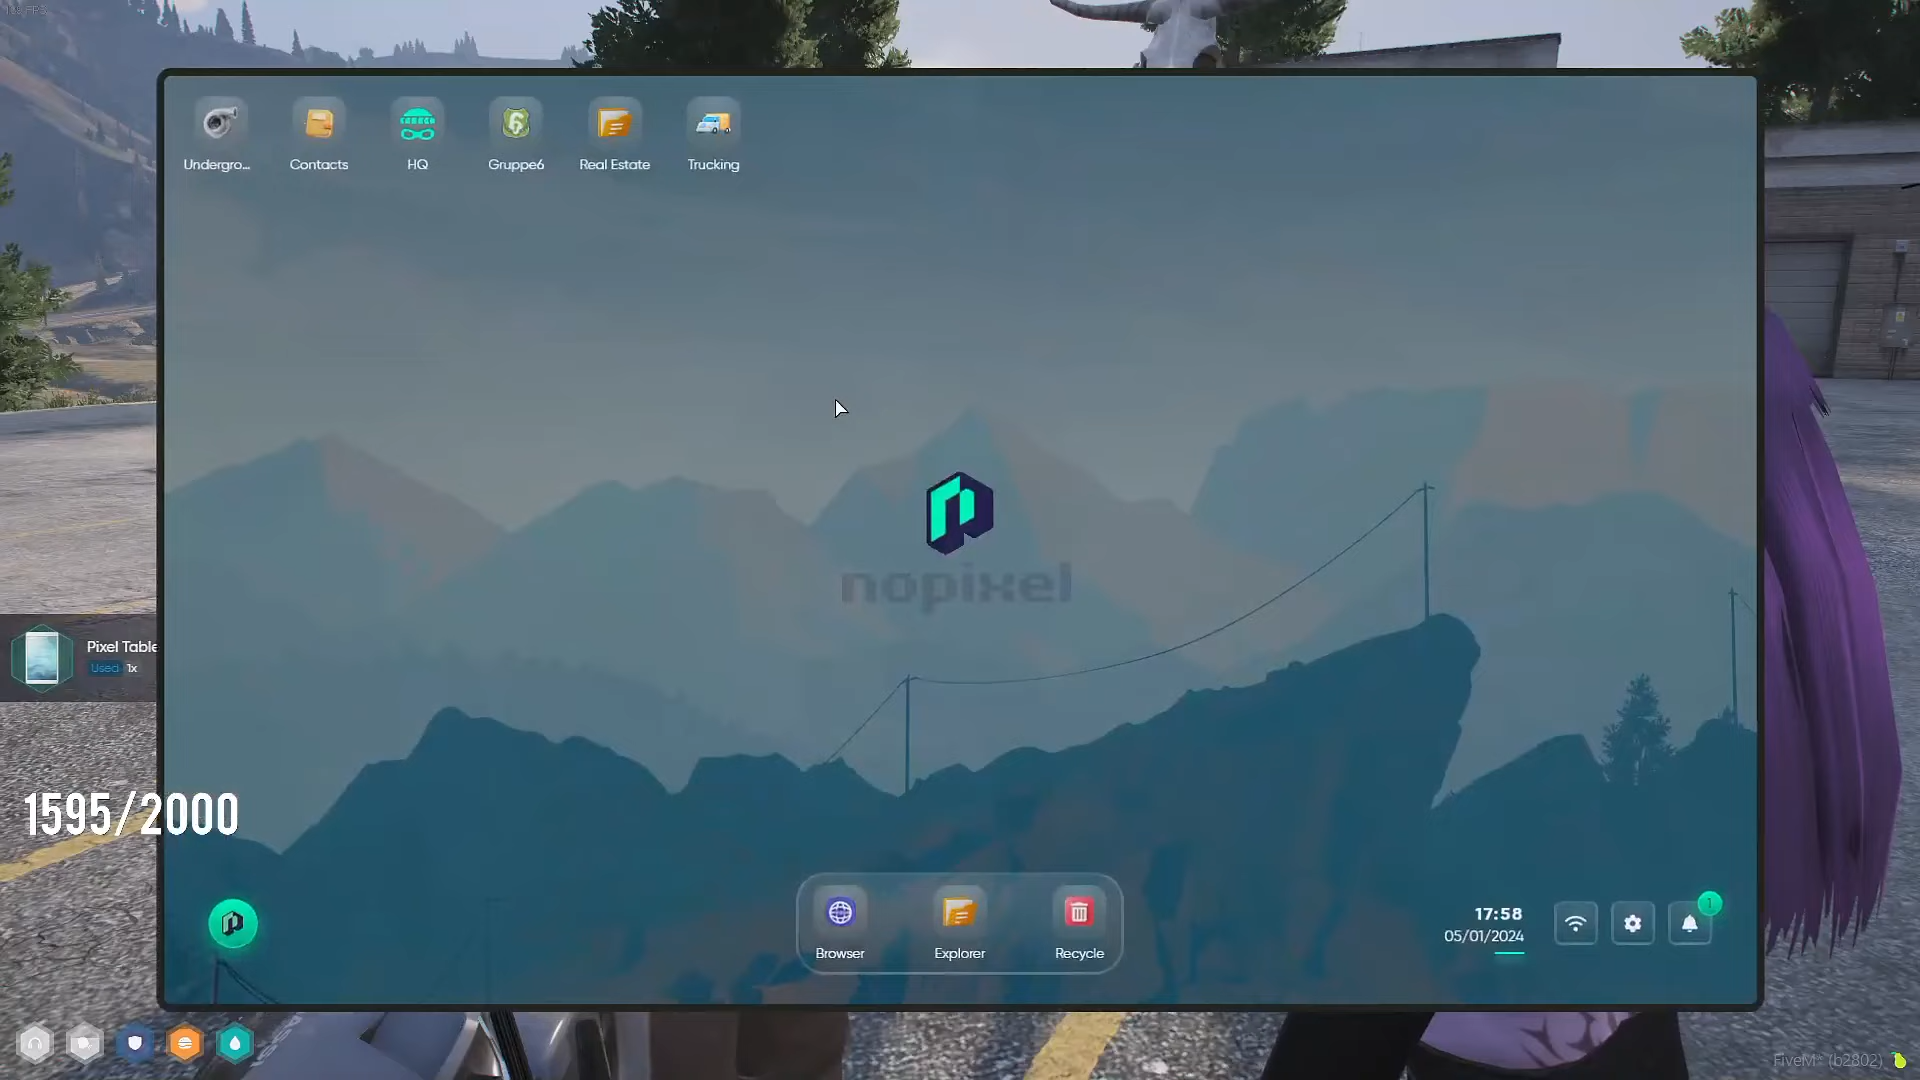 Undergro...
Contacts
HQ
Gruppe6
Real Estate
Trucking
nopixel
Pixel Table
Used 1x
1595/2000
Browser
Explorer
Recycle
17:58
05/01/2024
1
FiveM* (b2802)